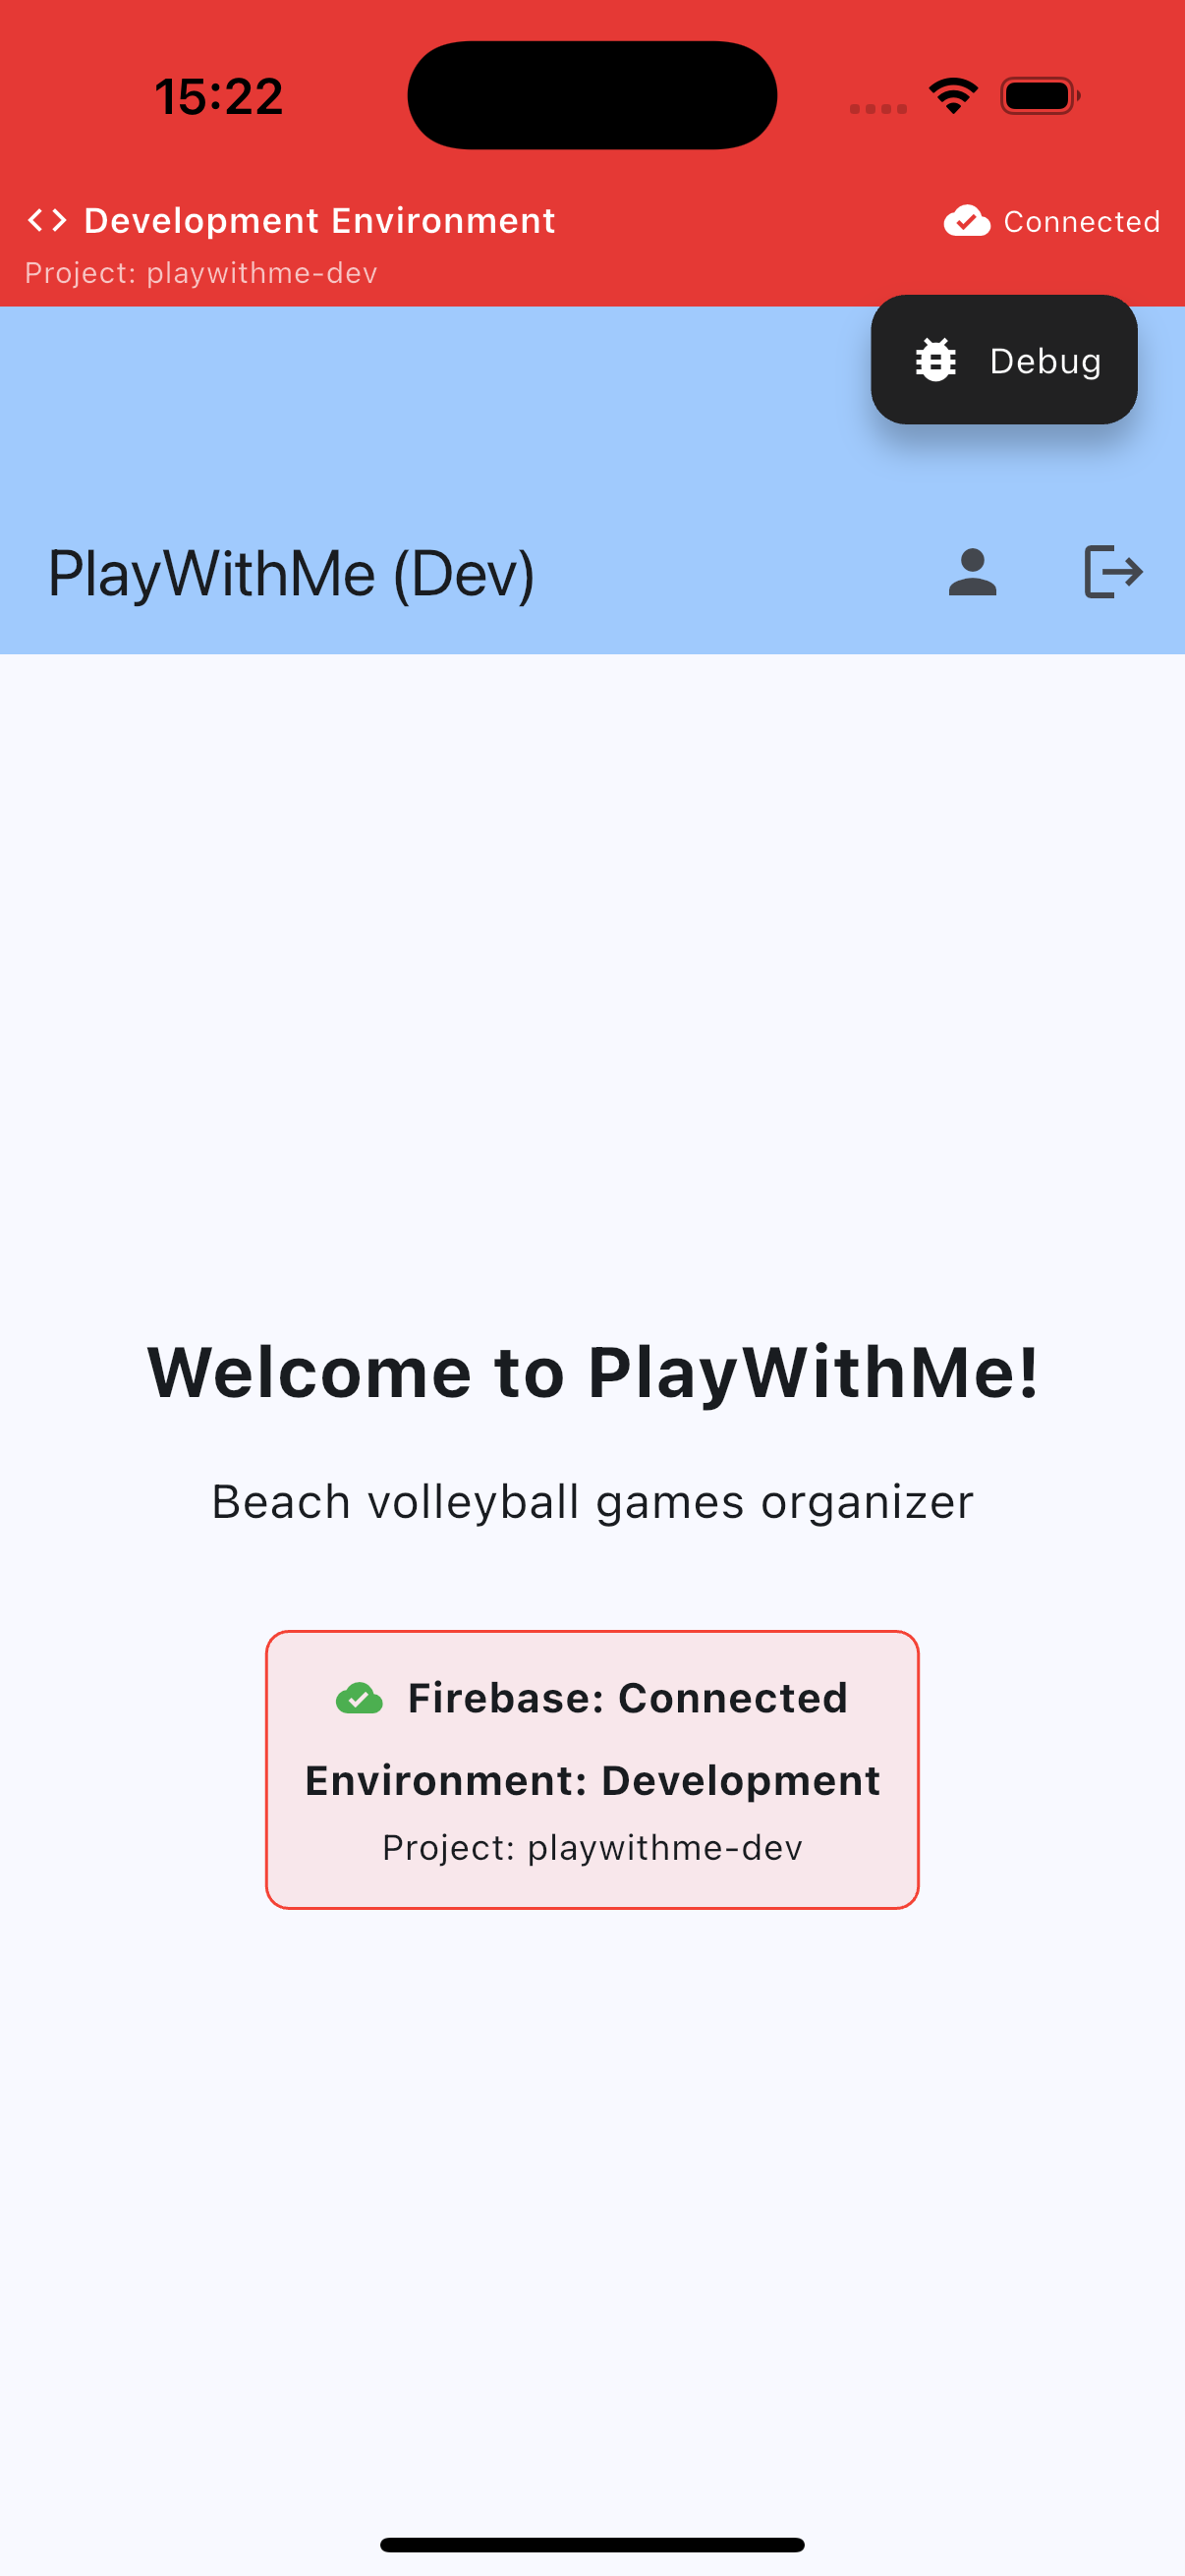 15:22
Development Environment
Connected
Project: playwithme-dev
Debug
PlayWithMe (Dev)
Welcome to PlayWithMe!
Beach volleyball games organizer
Firebase: Connected
Environment: Development
Project: playwithme-dev